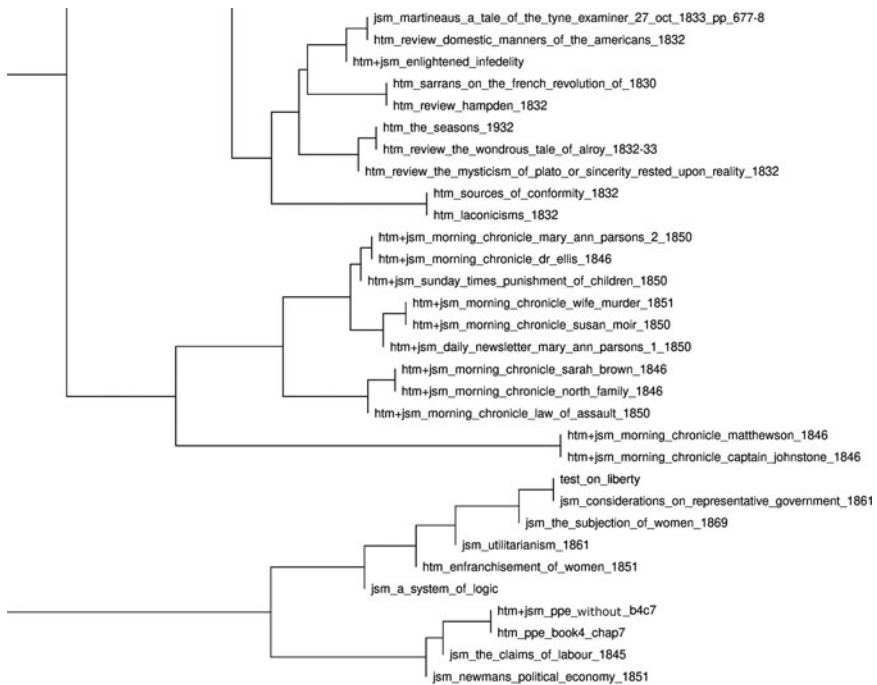 jsm_martineaus_a_tale_of_the_tyne_examiner_27_oct_1833_pp_677-8
htm_review_domestic_manners_of_the_americans_1832
htm+jsm_enlightened_infedelity
htm_sarrans_on_the_french_revolution_of_1830
htm_review_hampden_1832
htm_the_seasons_1932
htm_review_the_wondrous_tale_of_alroy_1832-33
htm_review_the_mysticism_of_plato_or_sincerity_rested_upon_reality_1832
htm_sources_of_conformity_1832
htm_laconicisms_1832
htm+jsm_morning_chronicle_mary_ann_parsons_2_1850
htm+jsm_morning_chronicle_dr_ellis_1846
htm+jsm_sunday_times_punishment_of_children_1850
htm+jsm_morning_chronicle_wife_murder_1851
htm+jsm_morning_chronicle_susan_moir_1850
htm+jsm_daily_newsletter_mary_ann_parsons_1_1850
htm+jsm_morning_chronicle_sarah_brown_1846
htm+jsm_morning_chronicle_north_family_1846
htm+jsm_morning_chronicle_law_of_assault_1850
htm+jsm_morning_chronicle_matthewson_1846
htm+jsm_morning_chronicle_captain_johnstone_1846
test_on_liberty
jsm_considerations_on_representative_government_1861
jsm_the_subjection_of_women_1869
jsm_utilitarianism_1861
htm_enfranchisement_of_women_1851
jsm_a_system_of_logic
htm+jsm_ppe_without_b4c7
htm_ppe_book4_chap7
jsm_the_claims_of_labour_1845
jsm_newmans_political_economy_1851